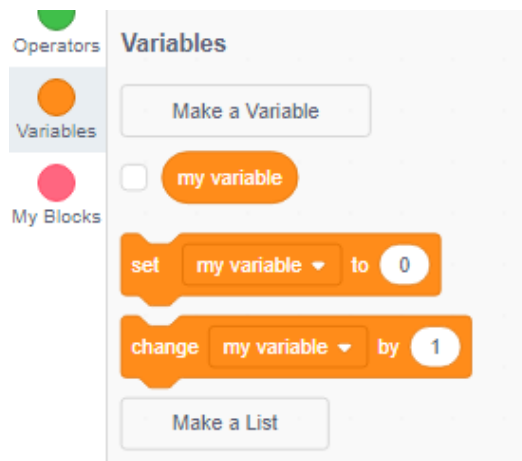 Operators
Variables
My Blocks
Variables
Make a Variable
my variable
set my variable to 0
change my variable by 1
Make a List